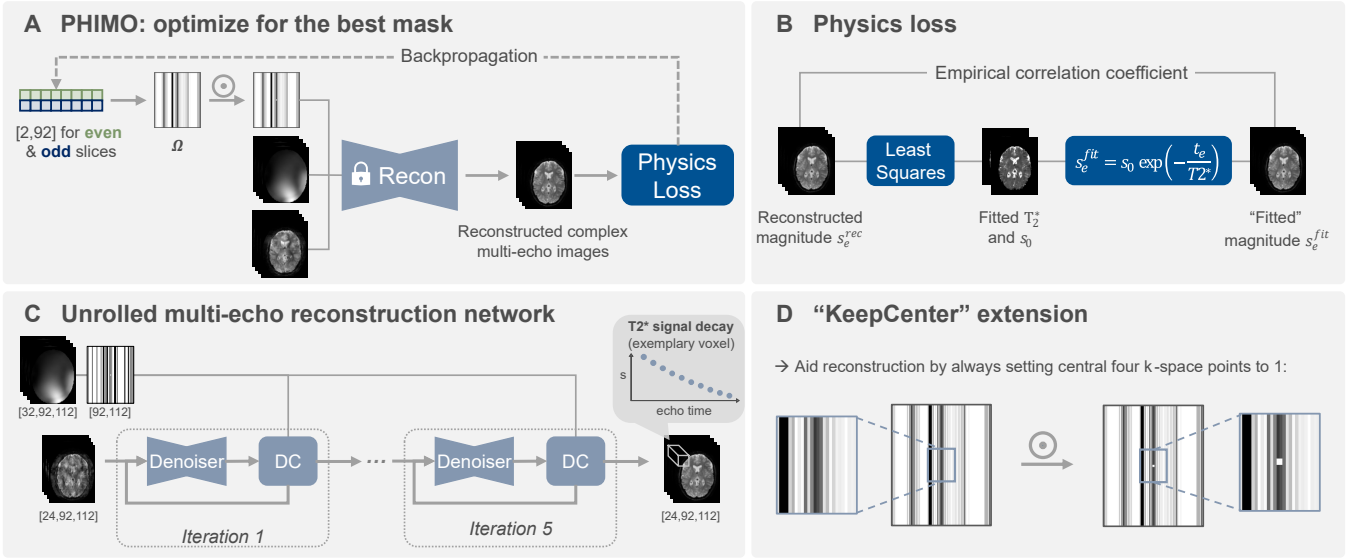 A PHIMO: optimize for the best mask
Backpropagation
[2,92] for even
& odd slices
Ω
Recon
Reconstructed complex
multi-echo images
Physics
Loss
B Physics loss
Empirical correlation coefficient
Least
Squares
s_e^{fit} = s_0 exp(−t_e/T2*)
Reconstructed
magnitude s_e^{rec}
Fitted T_2^*
and s_0
“Fitted”
magnitude s_e^{fit}
C Unrolled multi-echo reconstruction network
[32,92,112]
[92,112]
[24,92,112]
Denoiser
DC
Iteration 1
...
Denoiser
DC
Iteration 5
T2* signal decay
(exemplary voxel)
s
echo time
[24,92,112]
D “KeepCenter” extension
→ Aid reconstruction by always setting central four k-space points to 1: